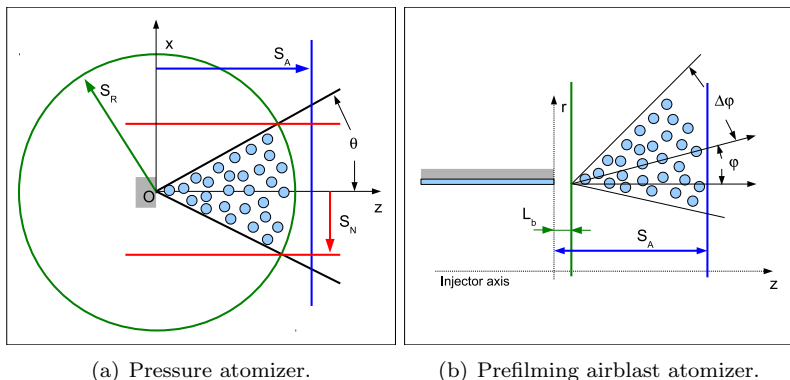 x
S_A
S_R
θ
O
z
S_N
r
Δφ
φ
L_b
S_A
Injector axis
z
(a) Pressure atomizer.
(b) Prefilming airblast atomizer.